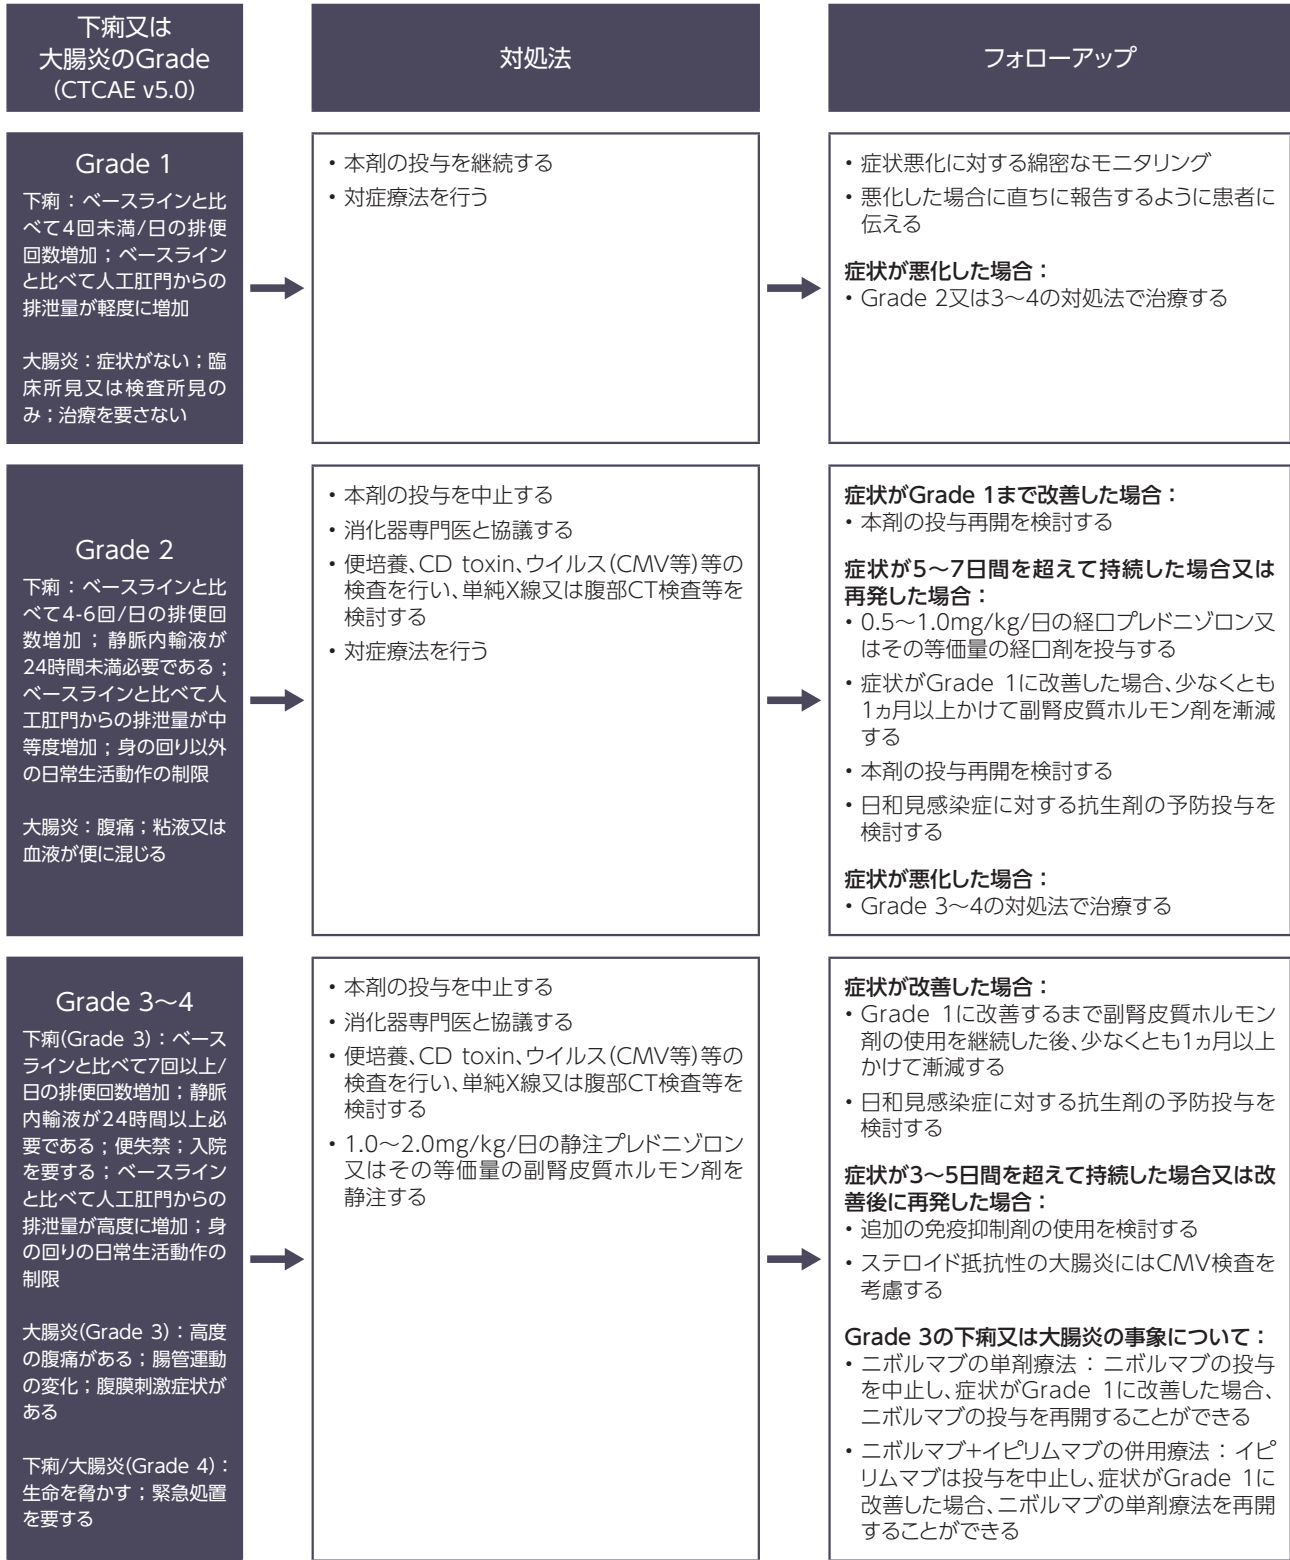 下痢又は
大腸炎のGrade
(CTCAE v5.0)
対処法
フォローアップ
Grade 1
下痢：ベースラインと比
べて4回未満/日の排便
回数増加；ベースライン
と比べて人工肛門からの
排泄量が軽度に増加
大腸炎：症状がない；臨
床所見又は検査所見の
み；治療を要さない
・本剤の投与を継続する
・対症療法を行う
・症状悪化に対する綿密なモニタリング
・悪化した場合に直ちに報告するように患者に
伝える
症状が悪化した場合：
・Grade 2又は3～4の対処法で治療する
Grade 2
下痢：ベースラインと比
べて4-6回/日の排便回
数増加；静脈内輸液が
24時間未満必要である；
ベースラインと比べて人
工肛門からの排泄量が中
等度増加；身の回り以外
の日常生活動作の制限
大腸炎：腹痛；粘液又は
血液が便に混じる
・本剤の投与を中止する
・消化器専門医と協議する
・便培養、CD toxin、ウイルス(CMV等)等の
検査を行い、単純X線又は腹部CT検査等を
検討する
・対症療法を行う
症状がGrade 1まで改善した場合：
・本剤の投与再開を検討する
症状が5～7日間を超えて持続した場合又は
再発した場合：
・0.5～1.0mg/kg/日の経口プレドニゾロン又
はその等価量の経口剤を投与する
・症状がGrade 1に改善した場合、少なくとも
1ヵ月以上かけて副腎皮質ホルモン剤を漸減
する
・本剤の投与再開を検討する
・日和見感染症に対する抗生剤の予防投与を
検討する
症状が悪化した場合：
・Grade 3～4の対処法で治療する
Grade 3～4
下痢(Grade 3)：ベース
ラインと比べて7回以上/
日の排便回数増加；静脈
内輸液が24時間以上必
要である；便失禁；入院
を要する；ベースライン
と比べて人工肛門からの
排泄量が高度に増加；身
の回りの日常生活動作の
制限
大腸炎(Grade 3)：高度
の腹痛がある；腸管運動
の変化；腹膜刺激症状が
ある
下痢/大腸炎(Grade 4)：
生命を脅かす；緊急処置
を要する
・本剤の投与を中止する
・消化器専門医と協議する
・便培養、CD toxin、ウイルス(CMV等)等の
検査を行い、単純X線又は腹部CT検査等を
検討する
・1.0～2.0mg/kg/日の静注プレドニゾロン
又はその等価量の副腎皮質ホルモン剤を
静注する
症状が改善した場合：
・Grade 1に改善するまで副腎皮質ホルモン
剤の使用を継続した後、少なくとも1ヵ月以上
かけて漸減する
・日和見感染症に対する抗生剤の予防投与を
検討する
症状が3～5日間を超えて持続した場合又は改
善後に再発した場合：
・追加の免疫抑制剤の使用を検討する
・ステロイド抵抗性の大腸炎にはCMV検査を
考慮する
Grade 3の下痢又は大腸炎の事象について：
・ニボルマブの単剤療法：ニボルマブの投与
を中止し、症状がGrade 1に改善した場合、
ニボルマブの投与を再開することができる
・ニボルマブ+イピリムマブの併用療法：イピ
リムマブは投与を中止し、症状がGrade 1に
改善した場合、ニボルマブの単剤療法を再開
することができる